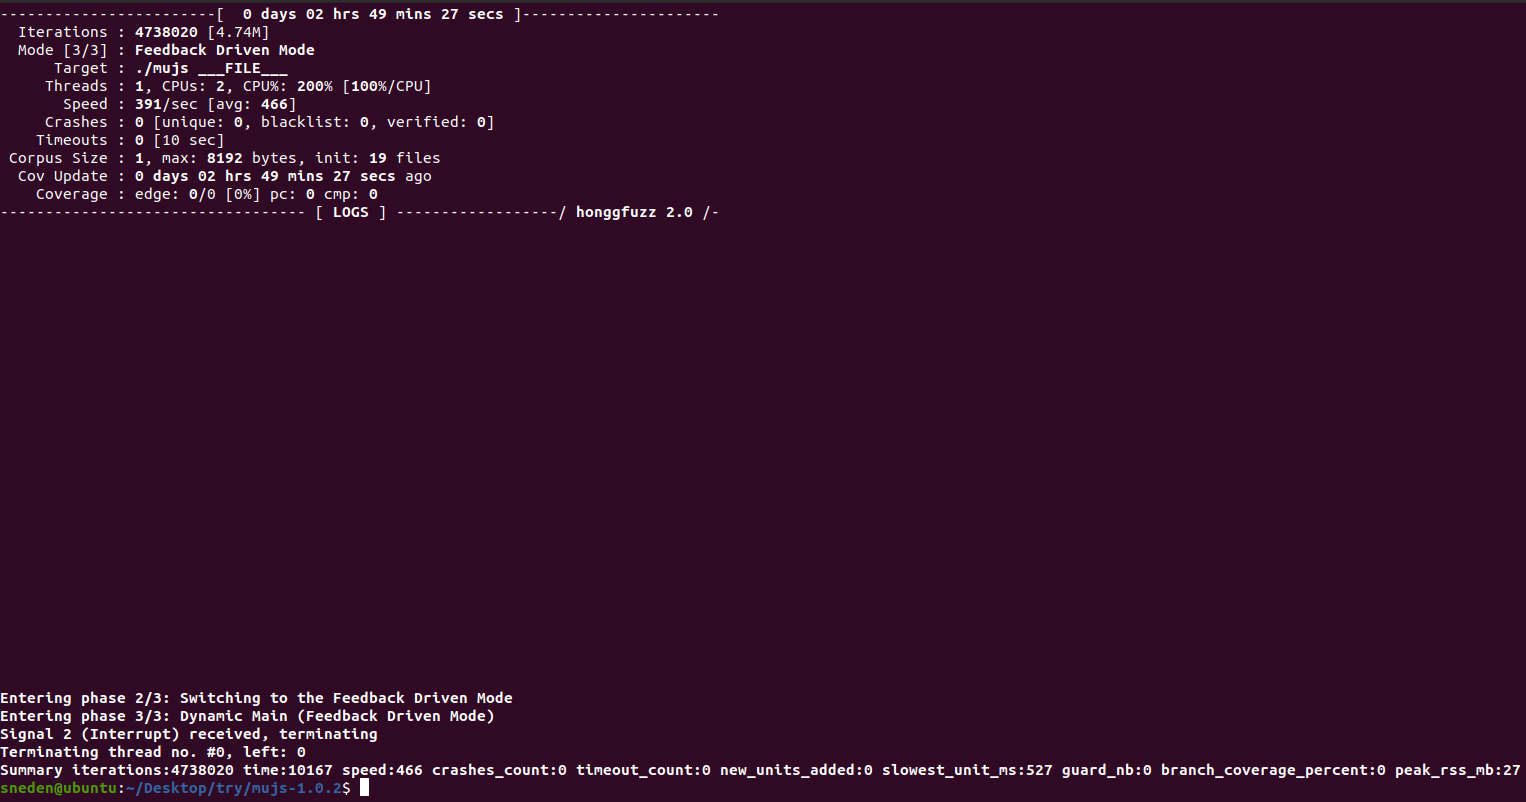 ------------------------[  0 days 02 hrs 49 mins 27 secs ]----------------------
  Iterations : 4738020 [4.74M]
  Mode [3/3] : Feedback Driven Mode
      Target : ./mujs ___FILE___
     Threads : 1, CPUs: 2, CPU%: 200% [100%/CPU]
       Speed : 391/sec [avg: 466]
     Crashes : 0 [unique: 0, blacklist: 0, verified: 0]
    Timeouts : 0 [10 sec]
 Corpus Size : 1, max: 8192 bytes, init: 19 files
  Cov Update : 0 days 02 hrs 49 mins 27 secs ago
    Coverage : edge: 0/0 [0%] pc: 0 cmp: 0
---------------------------------- [ LOGS ] ------------------/ honggfuzz 2.0 /-
Entering phase 2/3: Switching to the Feedback Driven Mode
Entering phase 3/3: Dynamic Main (Feedback Driven Mode)
Signal 2 (Interrupt) received, terminating
Terminating thread no. #0, left: 0
Summary iterations:4738020 time:10167 speed:466 crashes_count:0 timeout_count:0 new_units_added:0 slowest_unit_ms:527 guard_nb:0 branch_coverage_percent:0 peak_rss_mb:27
sneden@ubuntu:~/Desktop/try/mujs-1.0.2$